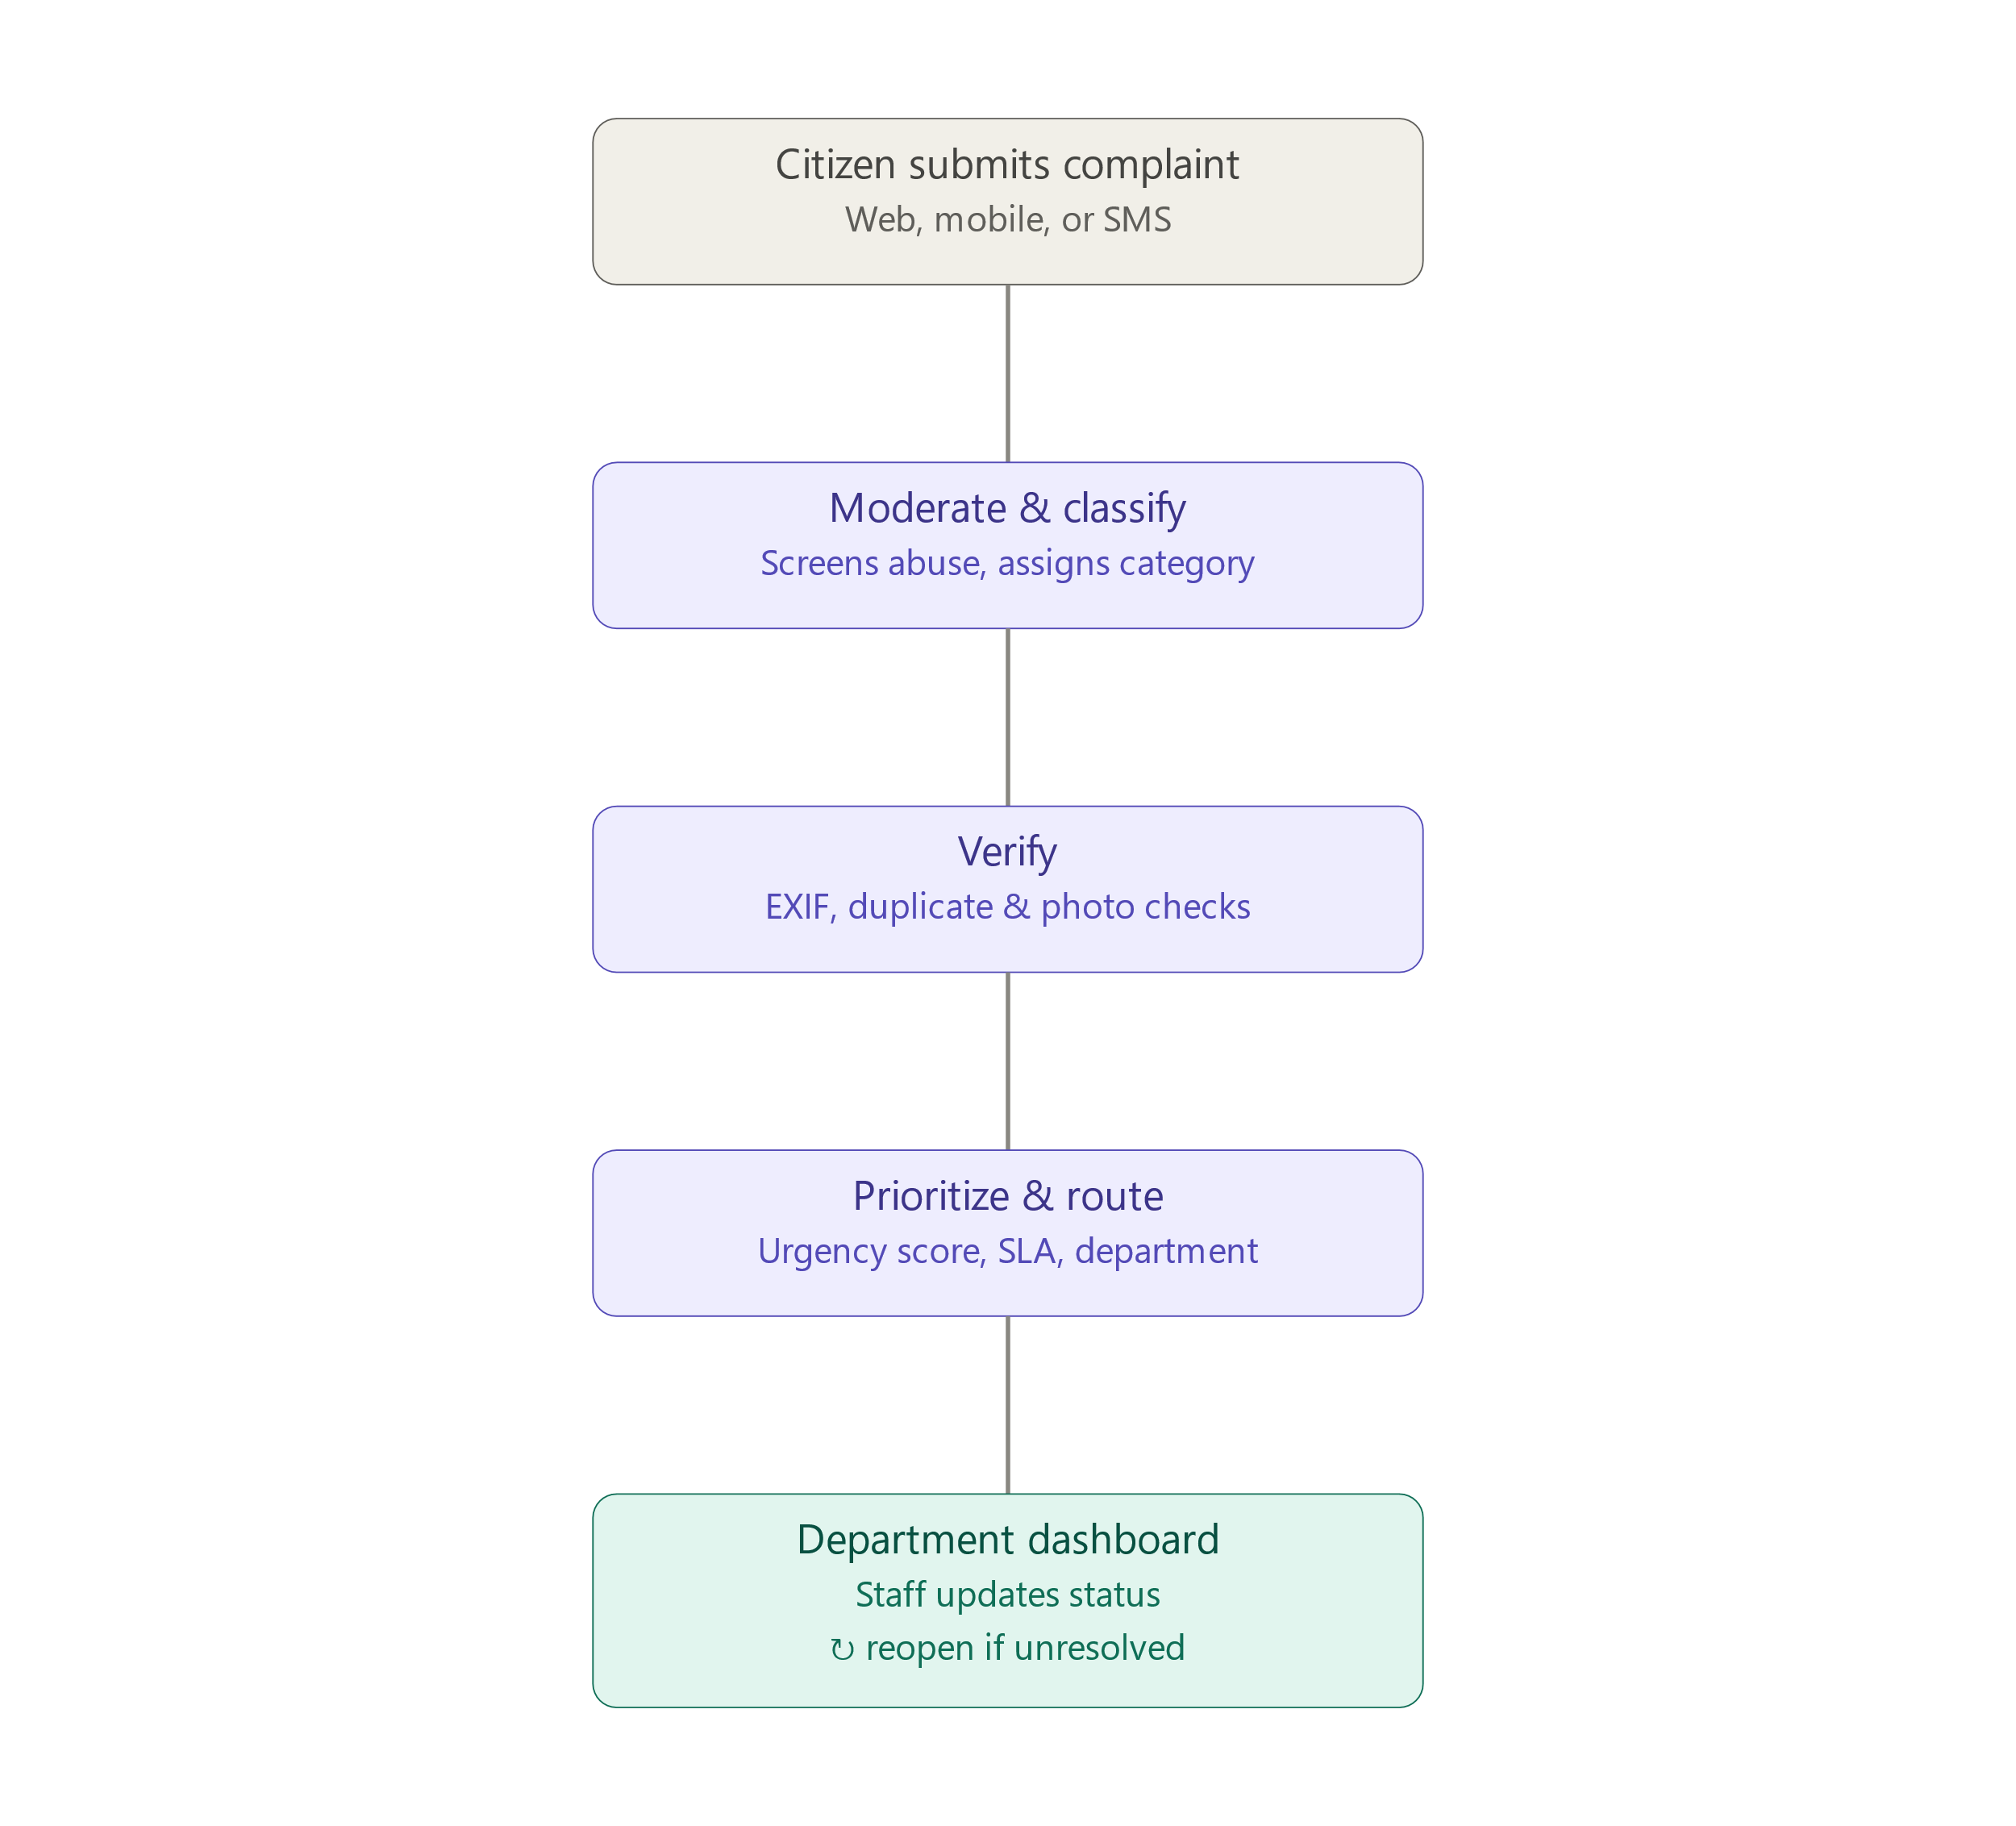 Citizen submits complaint
Web, mobile, or SMS
Moderate & classify
Screens abuse, assigns category
Verify
EXIF, duplicate & photo checks
Prioritize & route
Urgency score, SLA, department
Department dashboard
Staff updates status
↻ reopen if unresolved